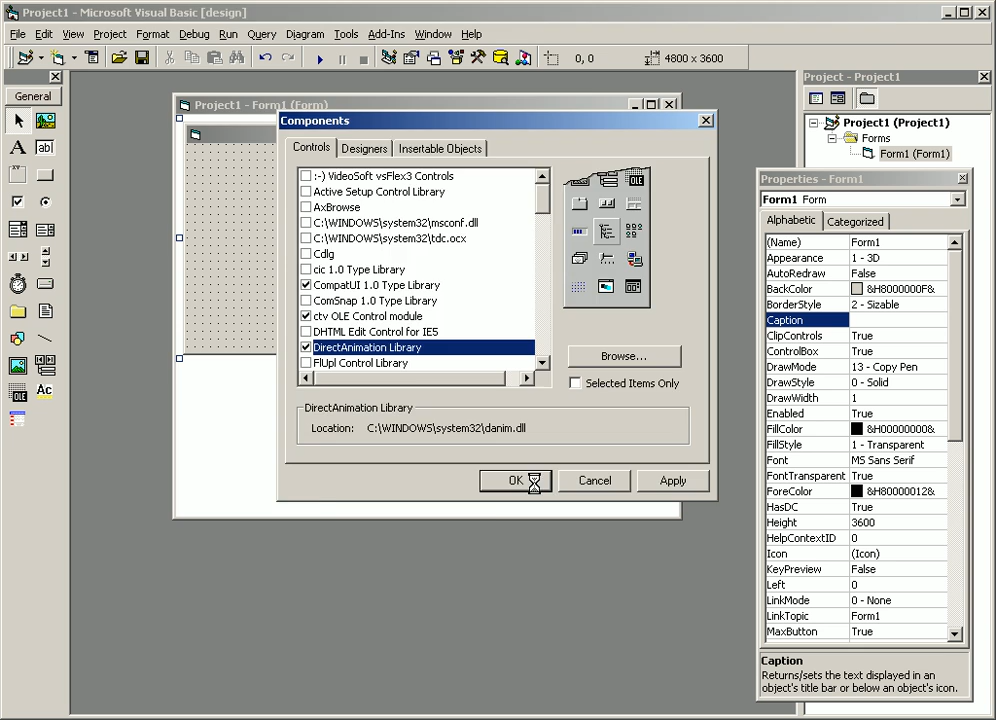 Project1 - Microsoft Visual Basic [design]
File Edit View Project Format Debug Run Query Diagram Tools Add-Ins Window Help
0, 0 4800 x 3600
General
A ab|
xv
OLE Ac
Project1 - Form1 (Form)
Components
Controls Designers Insertable Objects
:-) VideoSoft vsFlex3 Controls
Active Setup Control Library
AxBrowse
C:\WINDOWS\system32\msconf.dll
C:\WINDOWS\system32\tdc.ocx
Cdlg
cic 1.0 Type Library
CompatUI 1.0 Type Library
ComSnap 1.0 Type Library
ctv OLE Control module
DHTML Edit Control for IE5
DirectAnimation Library
FlUpl Control Library
OLE
Browse...
Selected Items Only
DirectAnimation Library
Location: C:\WINDOWS\system32\danim.dll
OK Cancel Apply
Project - Project1
Project1 (Project1)
Forms
Form1 (Form1)
Properties - Form1
Form1 Form
Alphabetic Categorized
(Name) Form1
Appearance 1 - 3D
AutoRedraw False
BackColor &H8000000F&
BorderStyle 2 - Sizable
Caption
ClipControls True
ControlBox True
DrawMode 13 - Copy Pen
DrawStyle 0 - Solid
DrawWidth 1
Enabled True
FillColor &H00000000&
FillStyle 1 - Transparent
Font MS Sans Serif
FontTransparent True
ForeColor &H80000012&
HasDC True
Height 3600
HelpContextID 0
Icon (Icon)
KeyPreview False
Left 0
LinkMode 0 - None
LinkTopic Form1
MaxButton True
Caption
Returns/sets the text displayed in an
object's title bar or below an object's icon.